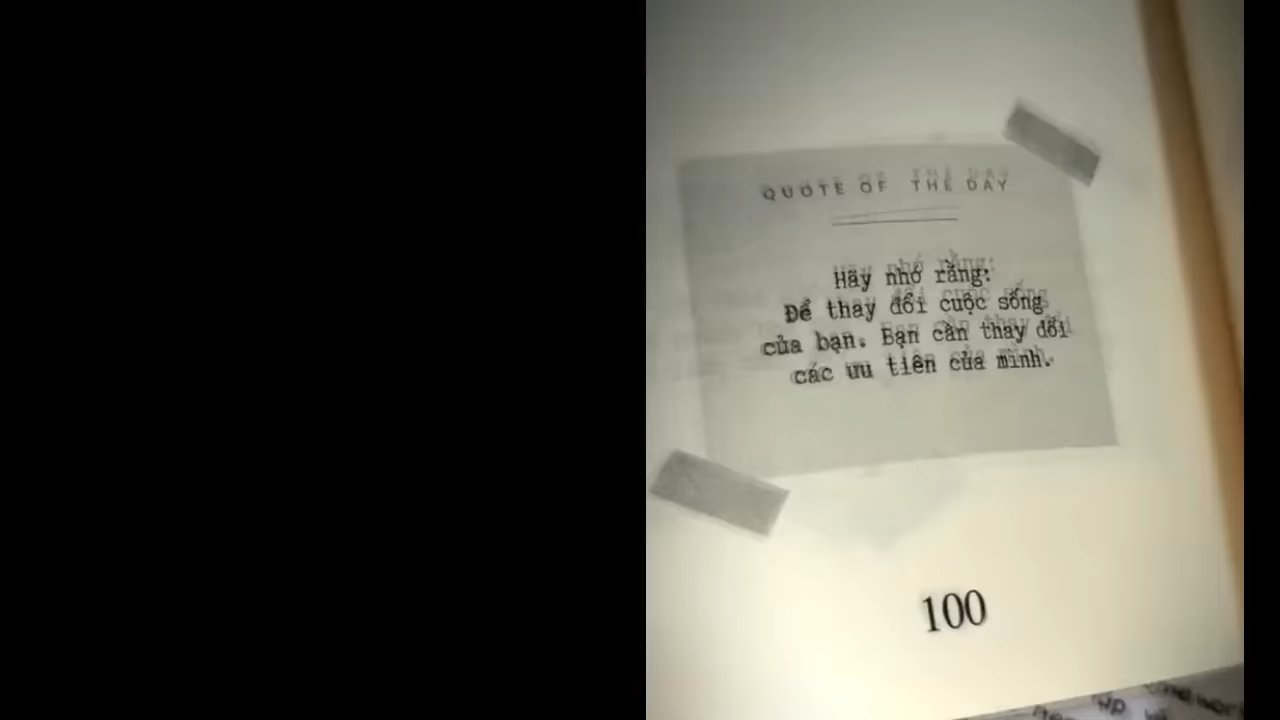 QUOTE OF THE DAY
Hãy nhớ rằng:
Để thay đổi cuộc sống
của bạn. Bạn cần thay đổi
các ưu tiên của mình.
100